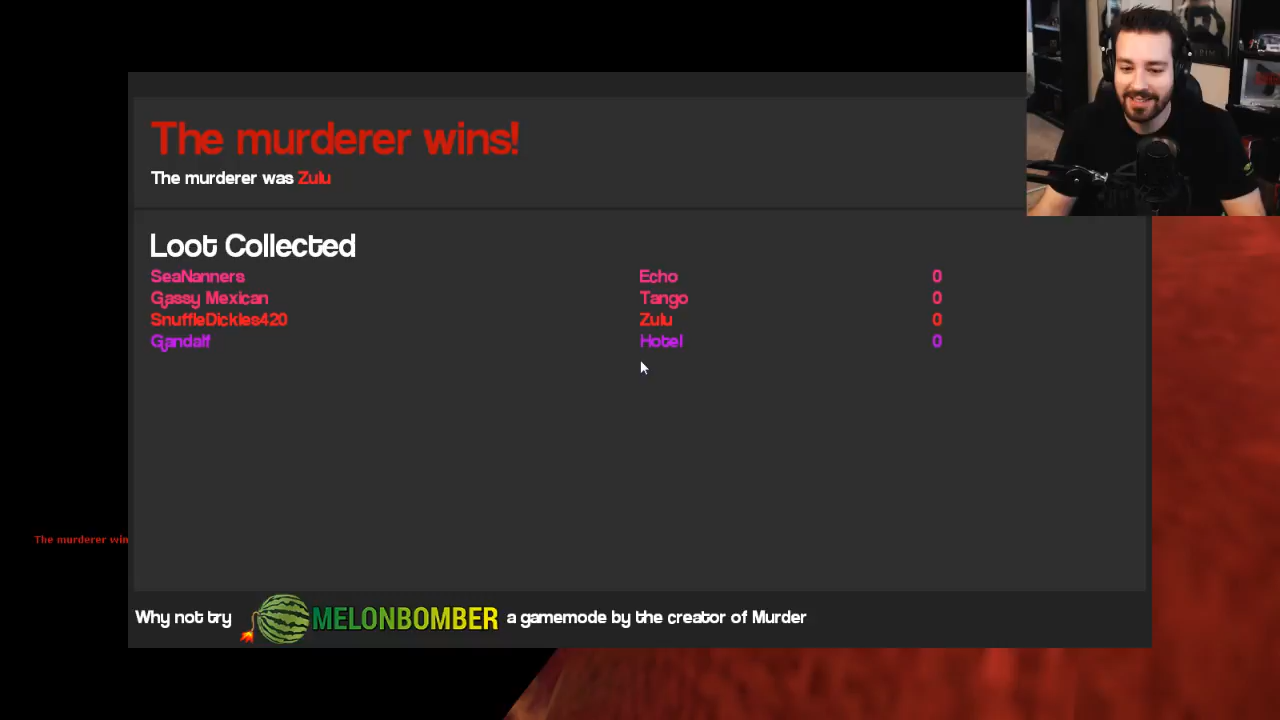 The murderer wins!
The murderer was Zulu
Loot Collected
SeaNanners Echo 0
Gassy Mexican Tango 0
SnuffleDickles420 Zulu 0
Gandalf Hotel 0
The murderer win
Why not try MELONBOMBER a gamemode by the creator of Murder